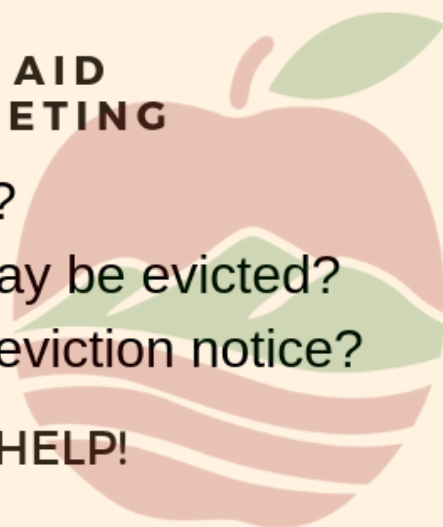 AID
ETING
?
ay be evicted?
eviction notice?
HELP!